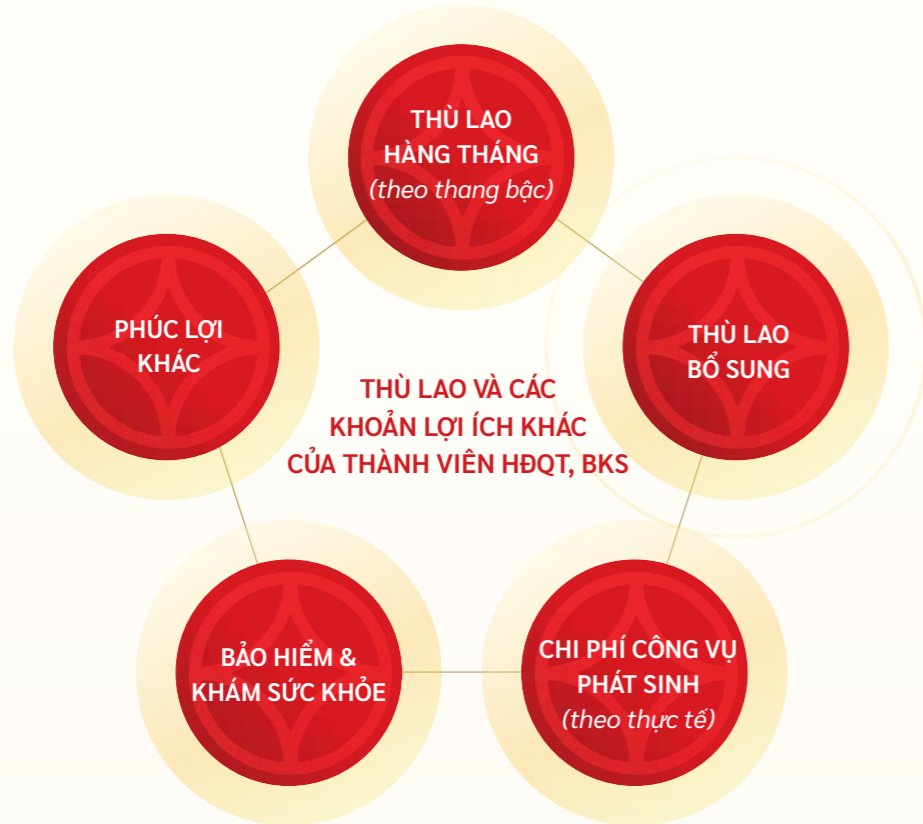 THÙ LAO
HÀNG THÁNG
(theo thang bậc)
PHÚC LỢI
KHÁC
THÙ LAO
BỔ SUNG
THÙ LAO VÀ CÁC
KHOẢN LỢI ÍCH KHÁC
CỦA THÀNH VIÊN HĐQT, BKS
BẢO HIỂM &
KHÁM SỨC KHỎE
CHI PHÍ CÔNG VỤ
PHÁT SINH
(theo thực tế)